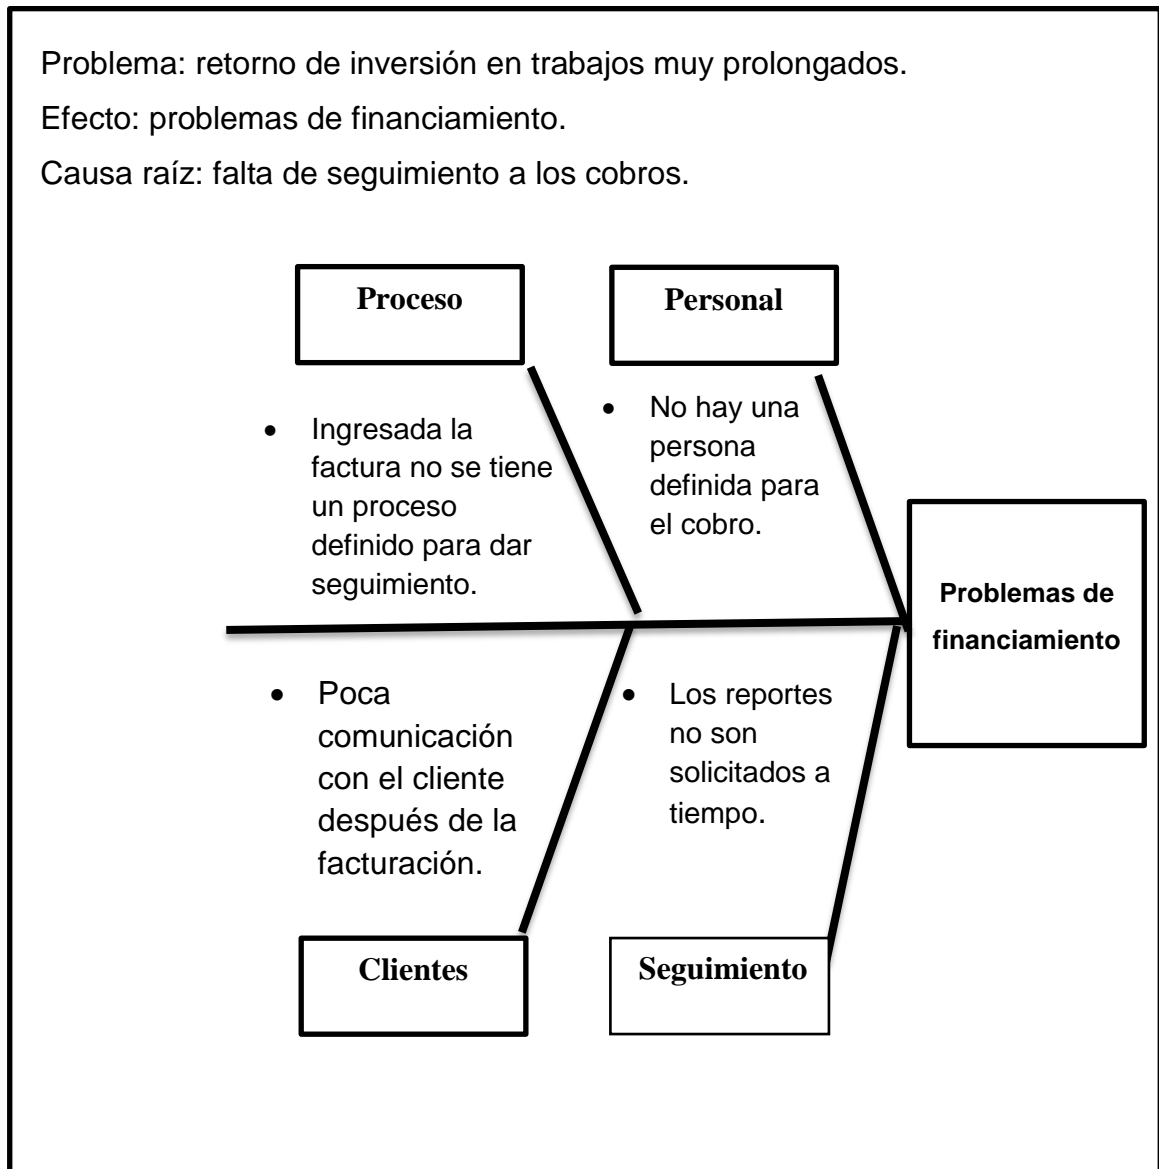 Problema: retorno de inversión en trabajos muy prolongados.
Efecto: problemas de financiamiento.
Causa raíz: falta de seguimiento a los cobros.
Proceso
Personal
• Ingresada la
factura no se tiene
un proceso
definido para dar
seguimiento.
• No hay una
persona
definida para
el cobro.
Problemas de
financiamiento
• Poca
comunicación
con el cliente
después de la
facturación.
• Los reportes
no son
solicitados a
tiempo.
Clientes
Seguimiento